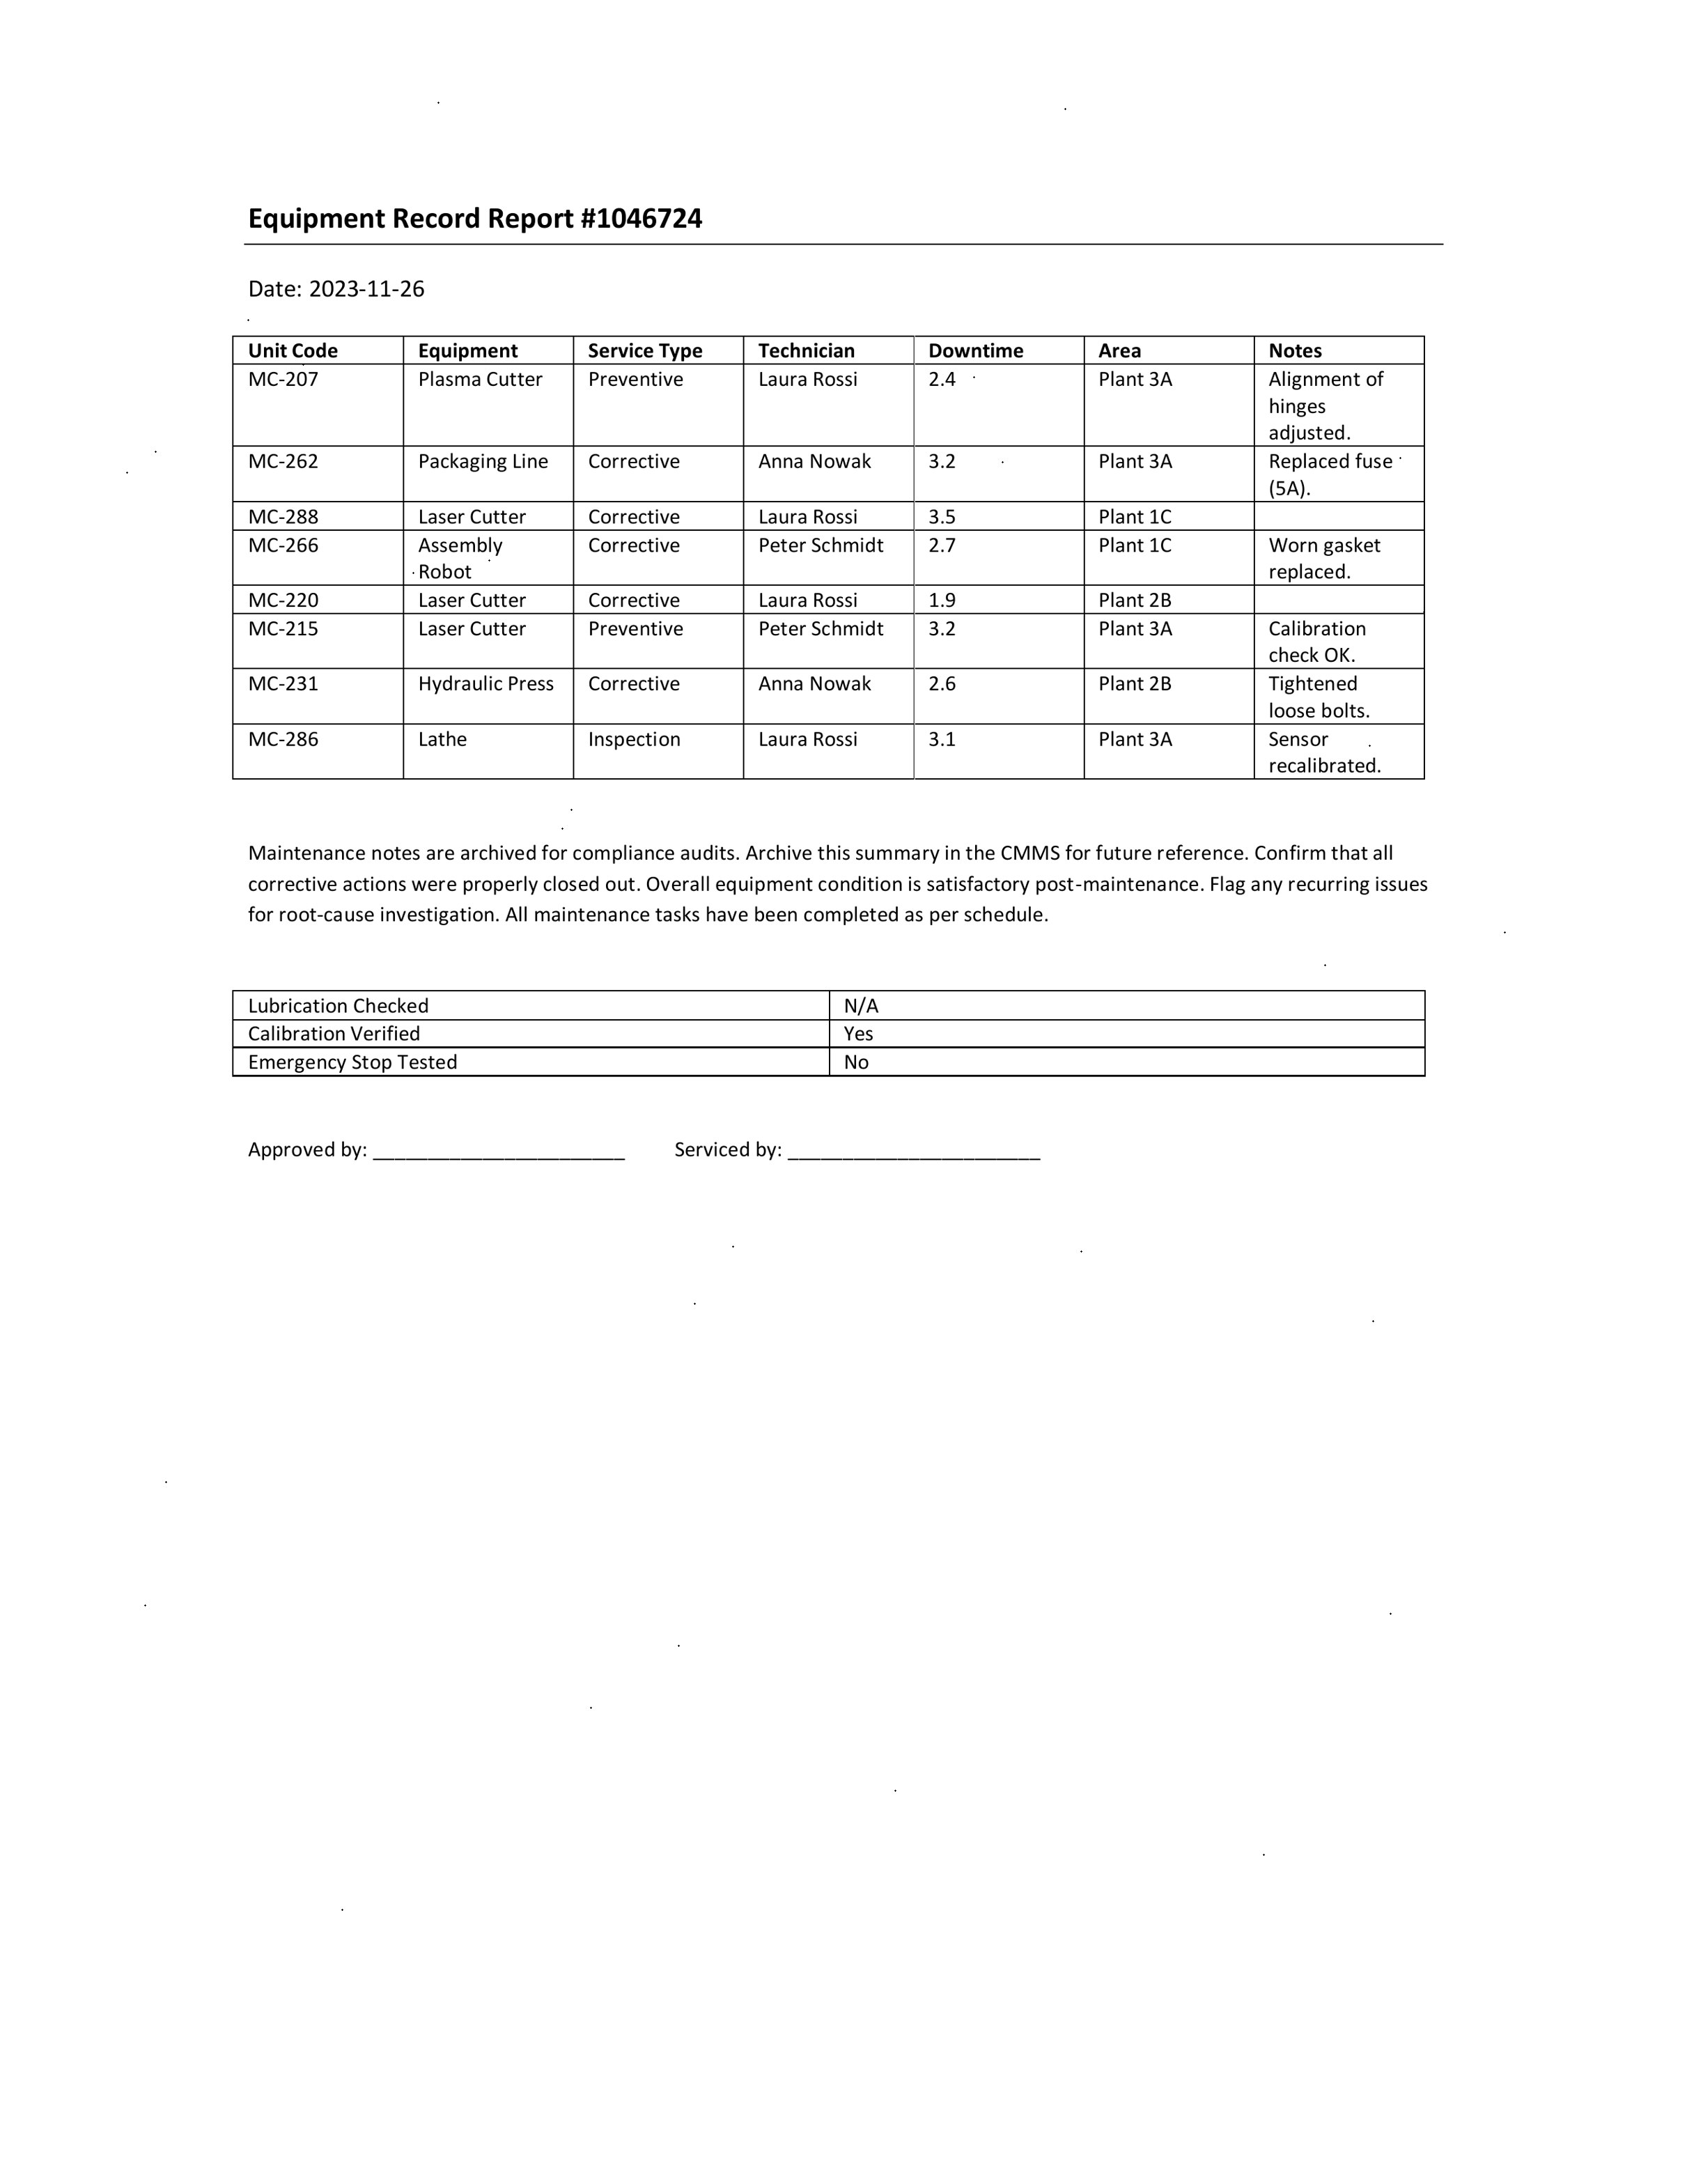 Equipment Record Report #1046724
Date: 2023-11-26
Unit Code Equipment Service Type Technician Downtime Area Notes
MC-207 Plasma Cutter Preventive Laura Rossi 2.4 Plant 3A Alignment of
hinges
adjusted.
MC-262 Packaging Line Corrective Anna Nowak 3.2 Plant 3A Replaced fuse
(5A).
MC-288 Laser Cutter Corrective Laura Rossi 3.5 Plant 1C
MC-266 Assembly Corrective Peter Schmidt 2.7 Plant 1C Worn gasket
Robot replaced.
MC-220 Laser Cutter Corrective Laura Rossi 1.9 Plant 2B
MC-215 Laser Cutter Preventive Peter Schmidt 3.2 Plant 3A Calibration
check OK.
MC-231 Hydraulic Press Corrective Anna Nowak 2.6 Plant 2B Tightened
loose bolts.
MC-286 Lathe Inspection Laura Rossi 3.1 Plant 3A Sensor
recalibrated.
Maintenance notes are archived for compliance audits. Archive this summary in the CMMS for future reference. Confirm that all
corrective actions were properly closed out. Overall equipment condition is satisfactory post-maintenance. Flag any recurring issues
for root-cause investigation. All maintenance tasks have been completed as per schedule.
Lubrication Checked N/A
Calibration Verified Yes
Emergency Stop Tested No
Approved by: _______________________ Serviced by: _______________________